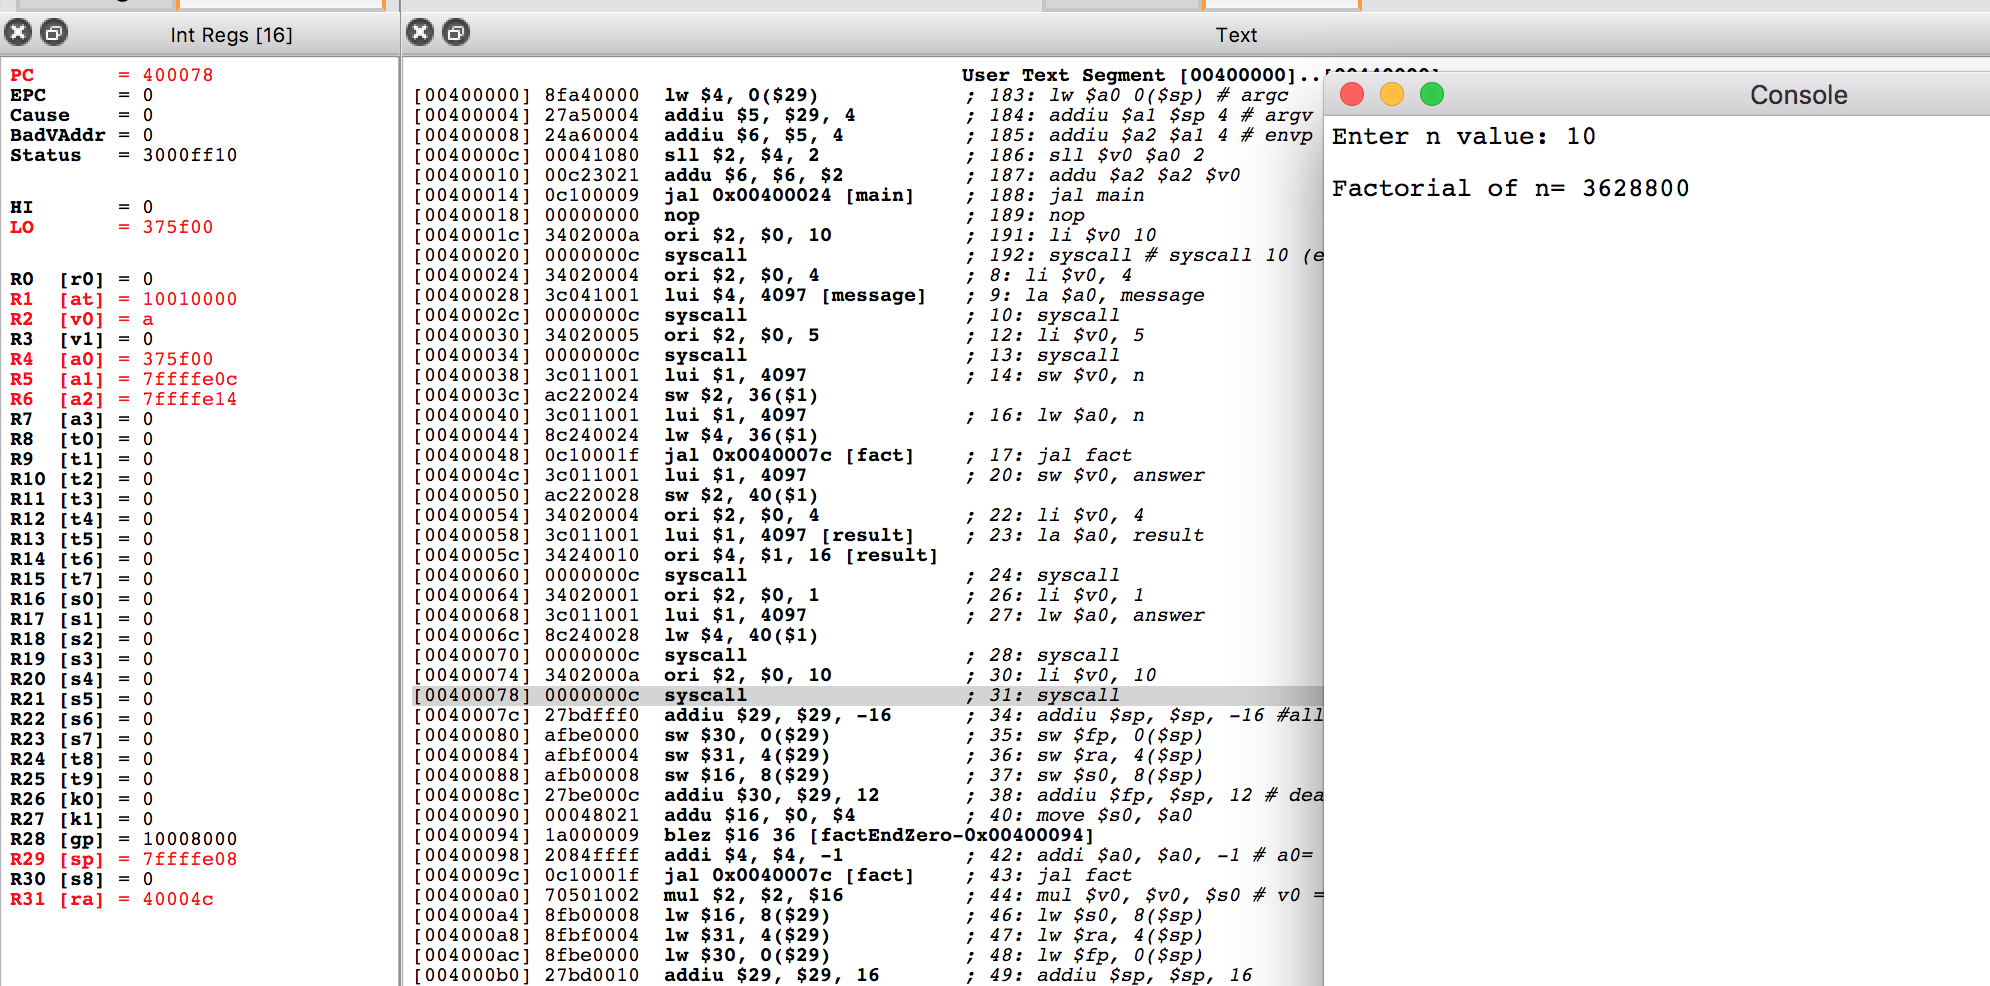 Int Regs [16]
PC = 400078
EPC = 0
Cause = 0
BadVAddr = 0
Status = 3000ff10
HI = 0
LO = 375f00
R0 [r0] = 0
R1 [at] = 10010000
R2 [v0] = a
R3 [v1] = 0
R4 [a0] = 375f00
R5 [a1] = 7ffffe0c
R6 [a2] = 7ffffe14
R7 [a3] = 0
R8 [t0] = 0
R9 [t1] = 0
R10 [t2] = 0
R11 [t3] = 0
R12 [t4] = 0
R13 [t5] = 0
R14 [t6] = 0
R15 [t7] = 0
R16 [s0] = 0
R17 [s1] = 0
R18 [s2] = 0
R19 [s3] = 0
R20 [s4] = 0
R21 [s5] = 0
R22 [s6] = 0
R23 [s7] = 0
R24 [t8] = 0
R25 [t9] = 0
R26 [k0] = 0
R27 [k1] = 0
R28 [gp] = 10008000
R29 [sp] = 7ffffe08
R30 [s8] = 0
R31 [ra] = 40004c
Text
User Text Segment [00400000]..[00440000]
[00400000] 8fa40000 lw $4, 0($29) ; 183: lw $a0 0($sp) # argc
[00400004] 27a50004 addiu $5, $29, 4 ; 184: addiu $a1 $sp 4 # argv
[00400008] 24a60004 addiu $6, $5, 4 ; 185: addiu $a2 $a1 4 # envp
[0040000c] 00041080 sll $2, $4, 2 ; 186: sll $v0 $a0 2
[00400010] 00c23021 addu $6, $6, $2 ; 187: addu $a2 $a2 $v0
[00400014] 0c100009 jal 0x00400024 [main] ; 188: jal main
[00400018] 00000000 nop ; 189: nop
[0040001c] 3402000a ori $2, $0, 10 ; 191: li $v0 10
[00400020] 0000000c syscall ; 192: syscall # syscall 10 (e
[00400024] 34020004 ori $2, $0, 4 ; 8: li $v0, 4
[00400028] 3c041001 lui $4, 4097 [message] ; 9: la $a0, message
[0040002c] 0000000c syscall ; 10: syscall
[00400030] 34020005 ori $2, $0, 5 ; 12: li $v0, 5
[00400034] 0000000c syscall ; 13: syscall
[00400038] 3c011001 lui $1, 4097 ; 14: sw $v0, n
[0040003c] ac220024 sw $2, 36($1)
[00400040] 3c011001 lui $1, 4097 ; 16: lw $a0, n
[00400044] 8c240024 lw $4, 36($1)
[00400048] 0c10001f jal 0x0040007c [fact] ; 17: jal fact
[0040004c] 3c011001 lui $1, 4097 ; 20: sw $v0, answer
[00400050] ac220028 sw $2, 40($1)
[00400054] 34020004 ori $2, $0, 4 ; 22: li $v0, 4
[00400058] 3c011001 lui $1, 4097 [result] ; 23: la $a0, result
[0040005c] 34240010 ori $4, $1, 16 [result]
[00400060] 0000000c syscall ; 24: syscall
[00400064] 34020001 ori $2, $0, 1 ; 26: li $v0, 1
[00400068] 3c011001 lui $1, 4097 ; 27: lw $a0, answer
[0040006c] 8c240028 lw $4, 40($1)
[00400070] 0000000c syscall ; 28: syscall
[00400074] 3402000a ori $2, $0, 10 ; 30: li $v0, 10
[00400078] 0000000c syscall ; 31: syscall
[0040007c] 27bdfff0 addiu $29, $29, -16 ; 34: addiu $sp, $sp, -16 #all
[00400080] afbe0000 sw $30, 0($29) ; 35: sw $fp, 0($sp)
[00400084] afbf0004 sw $31, 4($29) ; 36: sw $ra, 4($sp)
[00400088] afb00008 sw $16, 8($29) ; 37: sw $s0, 8($sp)
[0040008c] 27be000c addiu $30, $29, 12 ; 38: addiu $fp, $sp, 12 # dea
[00400090] 00048021 addu $16, $0, $4 ; 40: move $s0, $a0
[00400094] 1a000009 blez $16 36 [factEndZero-0x00400094]
[00400098] 2084ffff addi $4, $4, -1 ; 42: addi $a0, $a0, -1 # a0=
[0040009c] 0c10001f jal 0x0040007c [fact] ; 43: jal fact
[004000a0] 70501002 mul $2, $2, $16 ; 44: mul $v0, $v0, $s0 # v0 =
[004000a4] 8fb00008 lw $16, 8($29) ; 46: lw $s0, 8($sp)
[004000a8] 8fbf0004 lw $31, 4($29) ; 47: lw $ra, 4($sp)
[004000ac] 8fbe0000 lw $30, 0($29) ; 48: lw $fp, 0($sp)
[004000b0] 27bd0010 addiu $29, $29, 16 ; 49: addiu $sp, $sp, 16
Console
Enter n value: 10
Factorial of n= 3628800